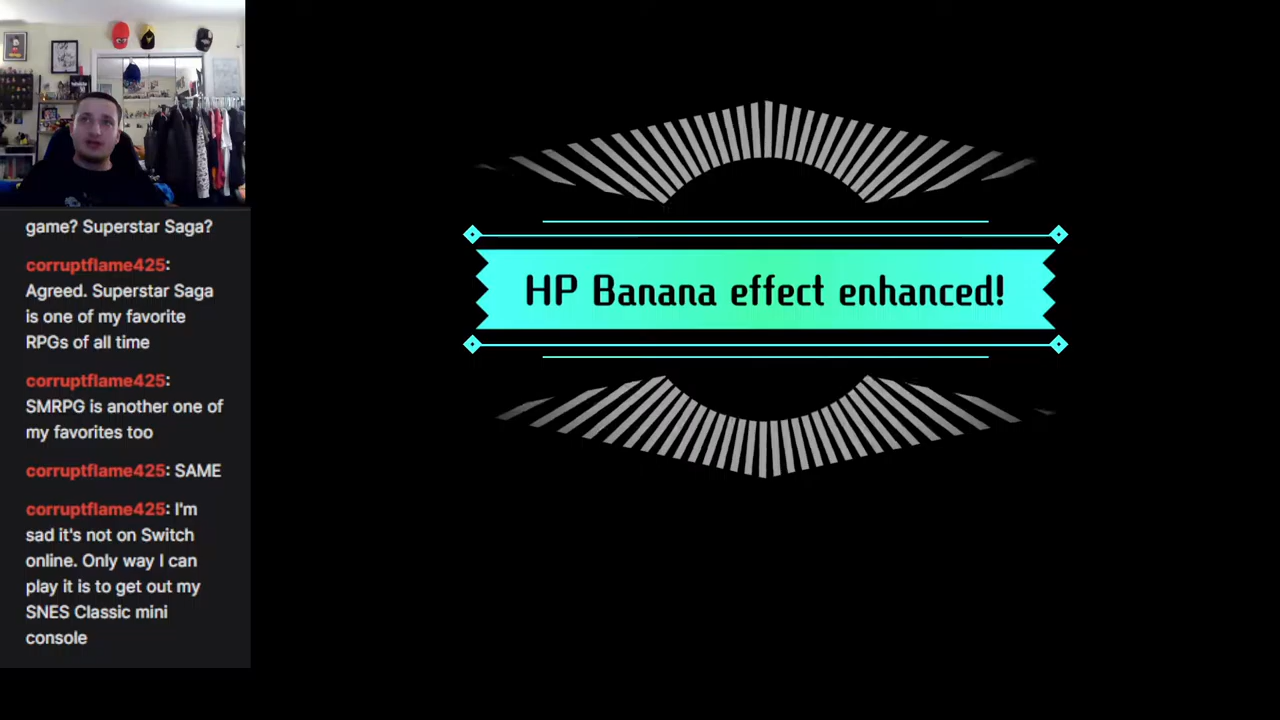 game? Superstar Saga?
corruptflame425:
Agreed. Superstar Saga
is one of my favorite
RPGs of all time
corruptflame425:
SMRPG is another one of
my favorites too
corruptflame425: SAME
corruptflame425: I'm
sad it's not on Switch
online. Only way I can
play it is to get out my
SNES Classic mini
console
HP Banana effect enhanced!